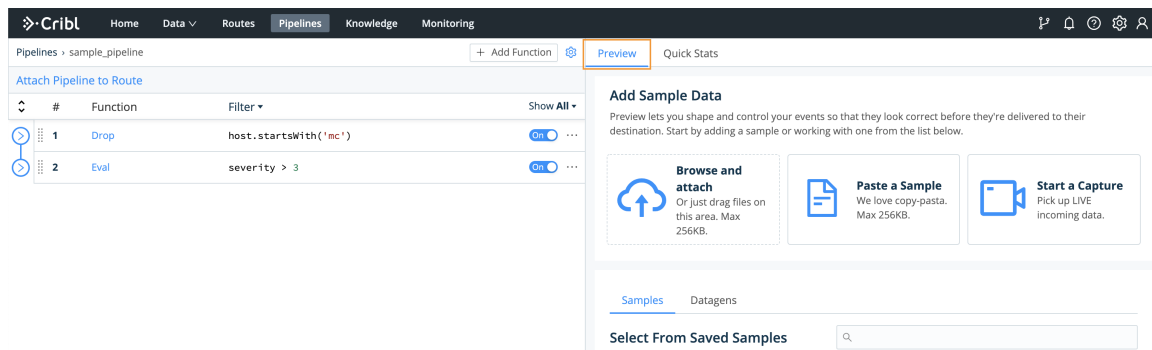 Cribl Home Data Routes Pipelines Knowledge Monitoring
Pipelines › sample_pipeline + Add Function Preview Quick Stats
Attach Pipeline to Route
# Function Filter Show All
1 Drop host.startsWith('mc') On ...
2 Eval severity > 3 On ...
Add Sample Data
Preview lets you shape and control your events so that they look correct before they're delivered to their
destination. Start by adding a sample or working with one from the list below.
Browse and
attach
Or just drag files on
this area. Max
256KB.
Paste a Sample
We love copy-pasta.
Max 256KB.
Start a Capture
Pick up LIVE
incoming data.
Samples Datagens
Select From Saved Samples